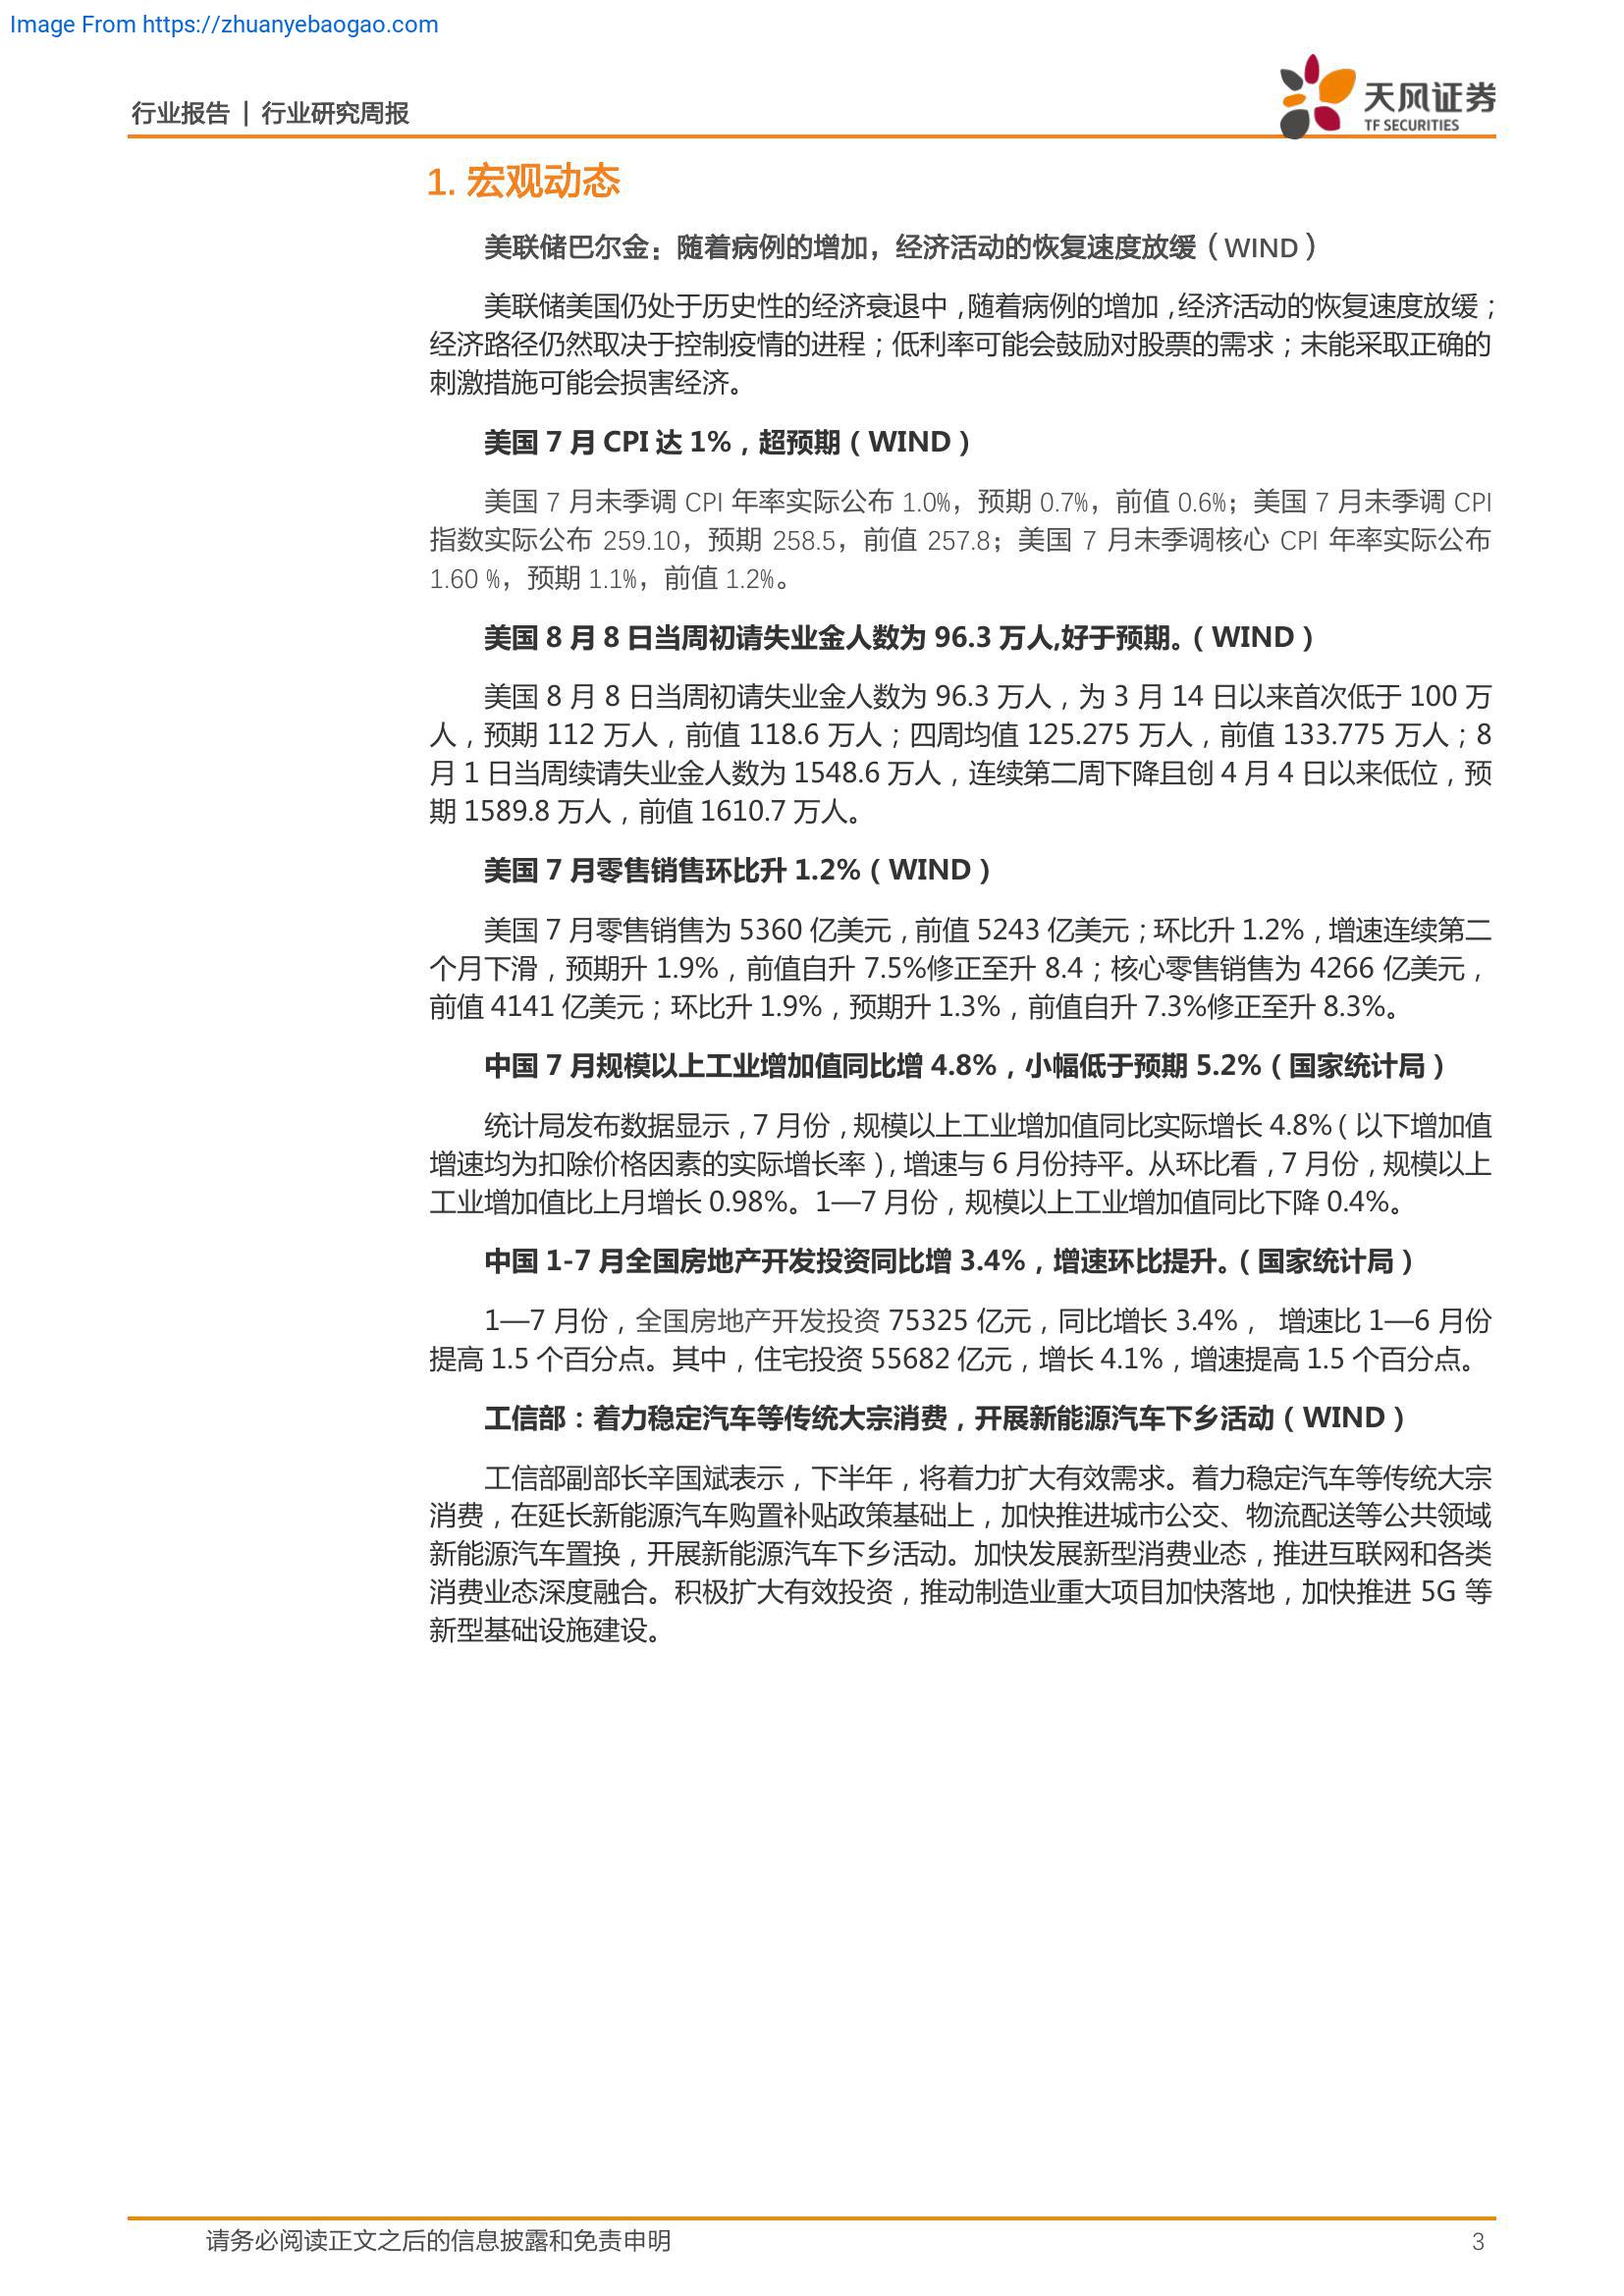 Image From https://zhuanyebaogao.com
行业报告 | 行业研究周报
天风证券
TF SECURITIES
1. 宏观动态
美联储巴尔金：随着病例的增加，经济活动的恢复速度放缓（WIND）
美联储美国仍处于历史性的经济衰退中，随着病例的增加，经济活动的恢复速度放缓；
经济路径仍然取决于控制疫情的进程；低利率可能会鼓励对股票的需求；未能采取正确的
刺激措施可能会损害经济。
美国 7 月 CPI 达 1%，超预期（WIND）
美国 7 月未季调 CPI 年率实际公布 1.0%，预期 0.7%，前值 0.6%；美国 7 月未季调 CPI
指数实际公布 259.10，预期 258.5，前值 257.8；美国 7 月未季调核心 CPI 年率实际公布
1.60 %，预期 1.1%，前值 1.2%。
美国 8 月 8 日当周初请失业金人数为 96.3 万人,好于预期。（WIND）
美国 8 月 8 日当周初请失业金人数为 96.3 万人，为 3 月 14 日以来首次低于 100 万
人，预期 112 万人，前值 118.6 万人；四周均值 125.275 万人，前值 133.775 万人；8
月 1 日当周续请失业金人数为 1548.6 万人，连续第二周下降且创 4 月 4 日以来低位，预
期 1589.8 万人，前值 1610.7 万人。
美国 7 月零售销售环比升 1.2%（WIND）
美国 7 月零售销售为 5360 亿美元，前值 5243 亿美元；环比升 1.2%，增速连续第二
个月下滑，预期升 1.9%，前值自升 7.5%修正至升 8.4；核心零售销售为 4266 亿美元，
前值 4141 亿美元；环比升 1.9%，预期升 1.3%，前值自升 7.3%修正至升 8.3%。
中国 7 月规模以上工业增加值同比增 4.8%，小幅低于预期 5.2%（国家统计局）
统计局发布数据显示，7 月份，规模以上工业增加值同比实际增长 4.8%（以下增加值
增速均为扣除价格因素的实际增长率），增速与 6 月份持平。从环比看，7 月份，规模以上
工业增加值比上月增长 0.98%。1—7 月份，规模以上工业增加值同比下降 0.4%。
中国 1-7 月全国房地产开发投资同比增 3.4%，增速环比提升。（国家统计局）
1—7 月份，全国房地产开发投资 75325 亿元，同比增长 3.4%， 增速比 1—6 月份
提高 1.5 个百分点。其中，住宅投资 55682 亿元，增长 4.1%，增速提高 1.5 个百分点。
工信部：着力稳定汽车等传统大宗消费，开展新能源汽车下乡活动（WIND）
工信部副部长辛国斌表示，下半年，将着力扩大有效需求。着力稳定汽车等传统大宗
消费，在延长新能源汽车购置补贴政策基础上，加快推进城市公交、物流配送等公共领域
新能源汽车置换，开展新能源汽车下乡活动。加快发展新型消费业态，推进互联网和各类
消费业态深度融合。积极扩大有效投资，推动制造业重大项目加快落地，加快推进 5G 等
新型基础设施建设。
请务必阅读正文之后的信息披露和免责申明
3